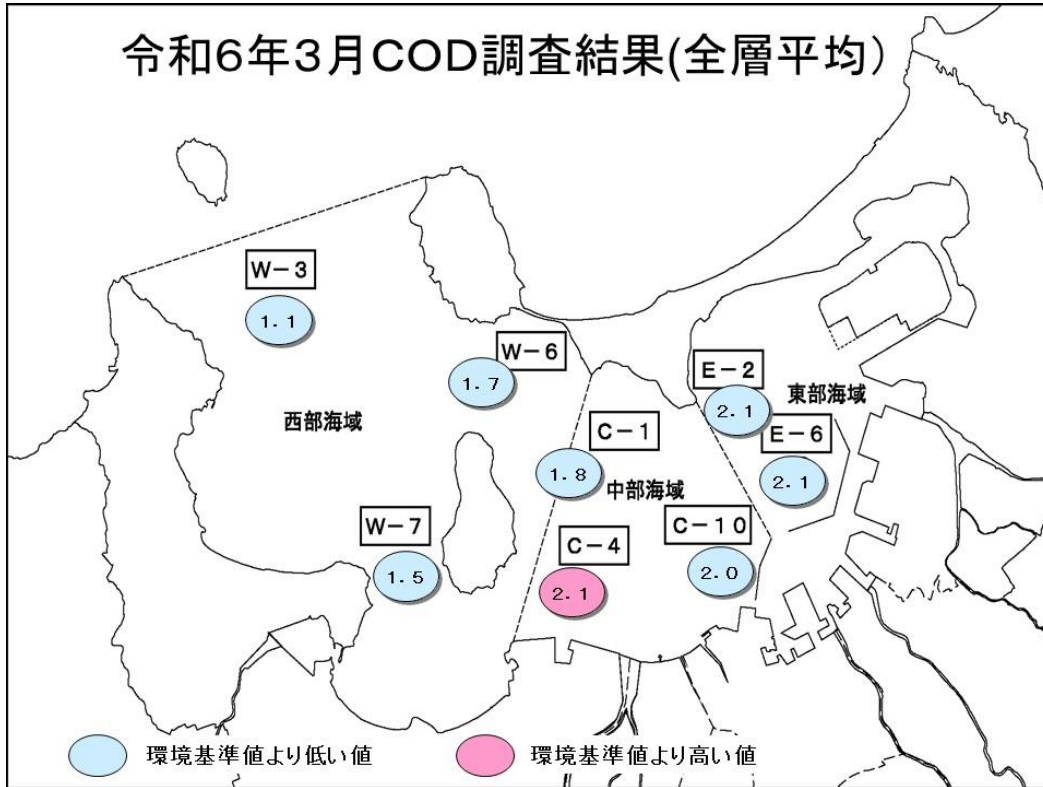 令和6年3月COD調査結果(全層平均)
W-3
1.1
W-6
1.7
E-2
2.1
東部海域
西部海域
C-1
E-6
1.8
中部海域
2.1
W-7
C-4
C-10
1.5
2.1
2.0
環境基準値より低い値
環境基準値より高い値